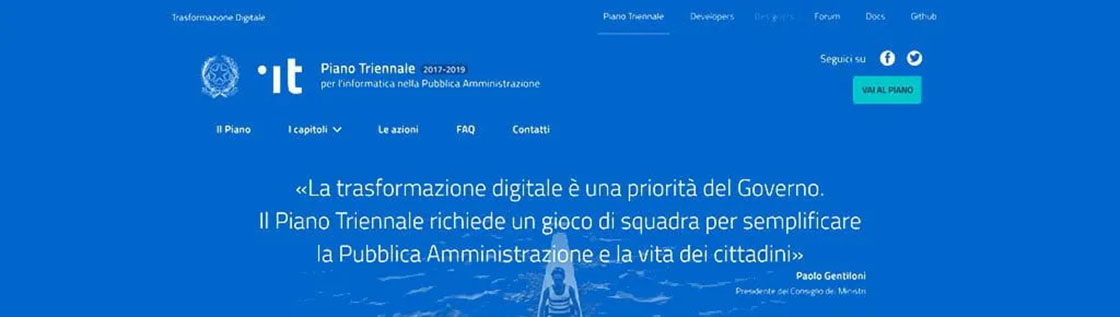 Trasformazione Digitale
Piano Triennale Developers Designers Forum Docs Github
Seguici su
.it Piano Triennale 2017-2019
per l'informatica nella Pubblica Amministrazione
VAI AL PIANO
Il Piano I capitoli Le azioni FAQ Contatti
«La trasformazione digitale è una priorità del Governo.
Il Piano Triennale richiede un gioco di squadra per semplificare
la Pubblica Amministrazione e la vita dei cittadini»
Paolo Gentiloni
Presidente del Consiglio dei Ministri